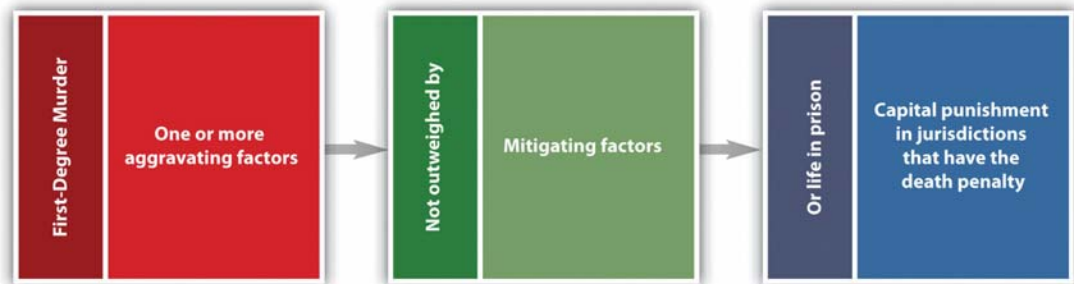 First-Degree Murder
One or more
aggravating factors
Not outweighed by
Mitigating factors
Or life in prison
Capital punishment
in jurisdictions
that have the
death penalty